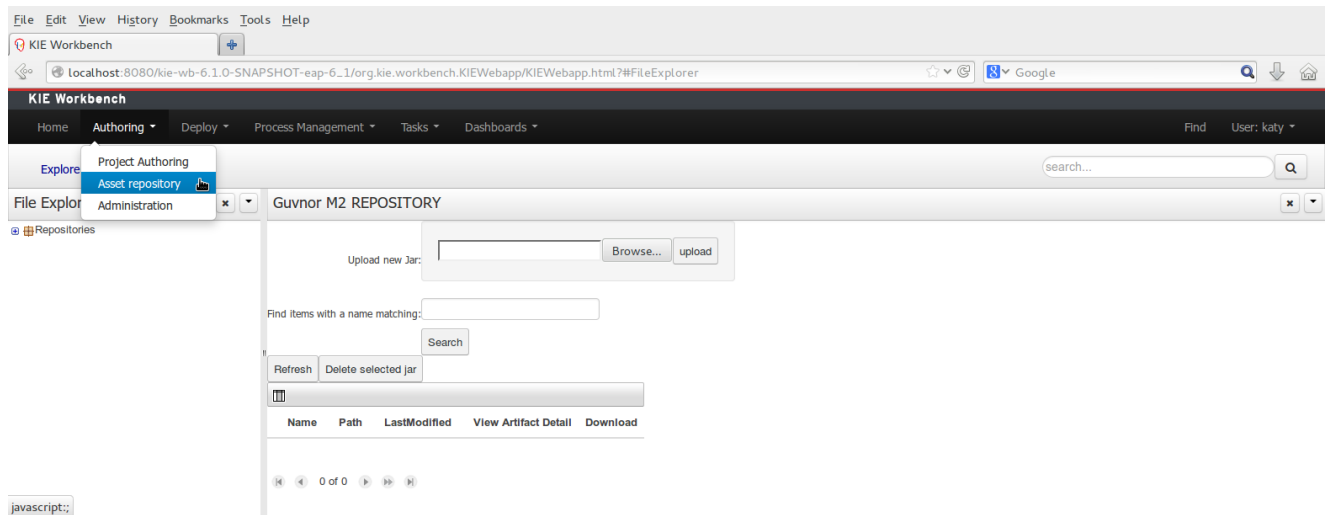 File Edit View History Bookmarks Tools Help
KIE Workbench
localhost:8080/kie-wb-6.1.0-SNAPSHOT-eap-6_1/org.kie.workbench.KIEWebapp/KIEWebapp.html?#FileExplorer
Google
KIE Workbench
Home Authoring Deploy Process Management Tasks Dashboards Find User: katy
Project Authoring
Explore search...
Asset repository
File Explor Administration Guvnor M2 REPOSITORY
Repositories
Upload new Jar: Browse... upload
Find items with a name matching:
Search
Refresh Delete selected jar
Name Path LastModified View Artifact Detail Download
0 of 0
javascript:;